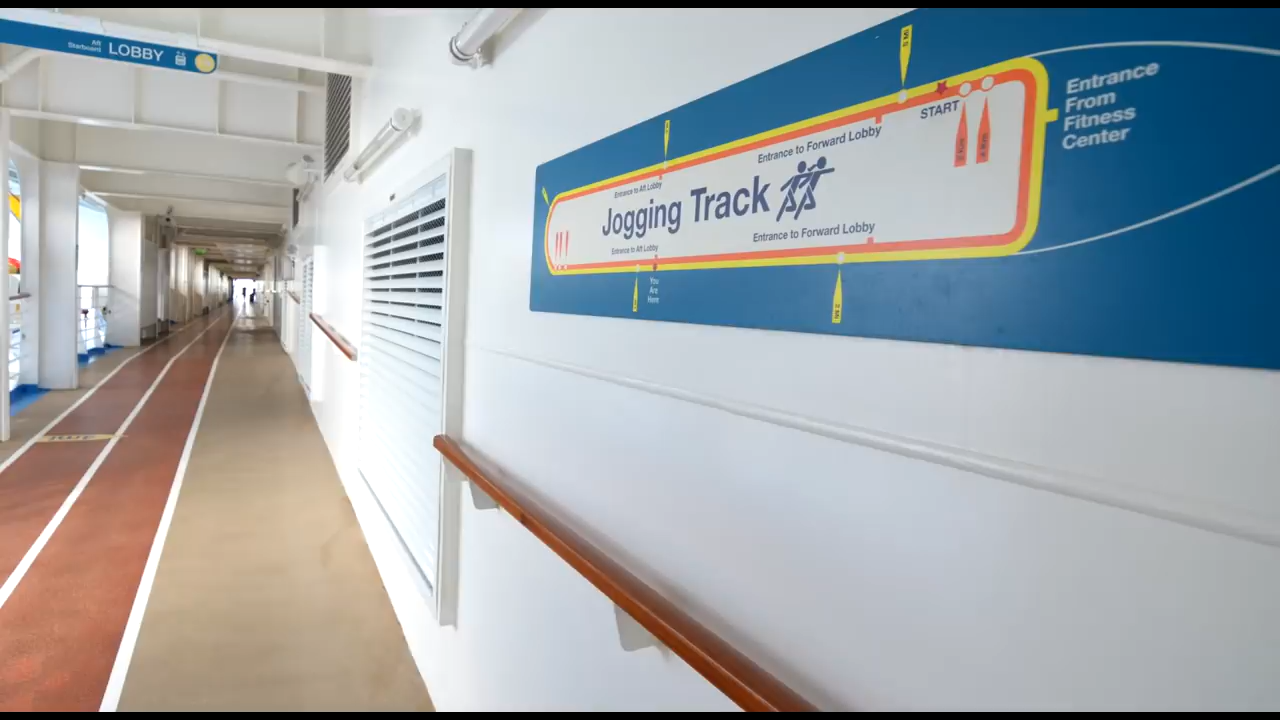 Aft
Starboard
LOBBY
START
Entrance
From
Fitness
Center
Entrance to Forward Lobby
Entrance to Aft Lobby
Jogging Track
Entrance to Forward Lobby
Entrance to Aft Lobby
You
Are
Here